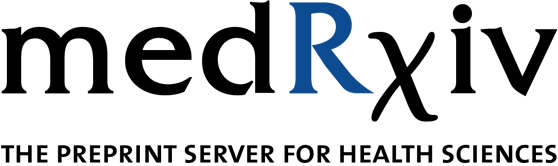 medRχiv
THE PREPRINT SERVER FOR HEALTH SCIENCES